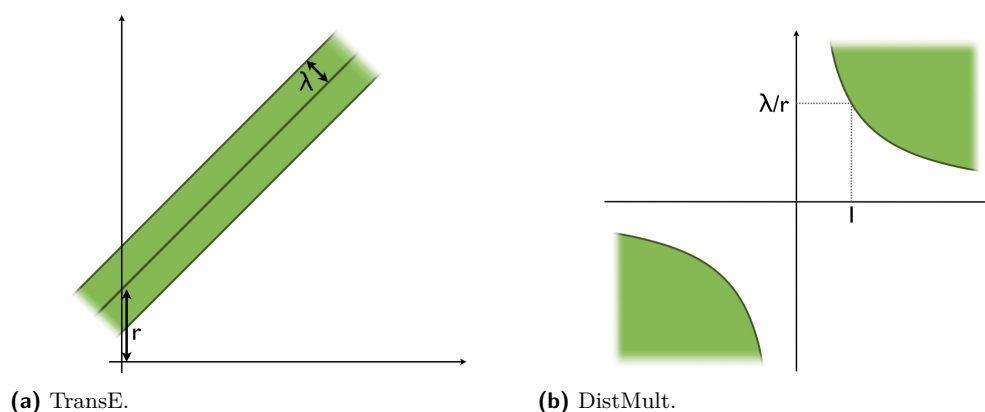 λ
r
(a) TransE.
λ/r
I
(b) DistMult.